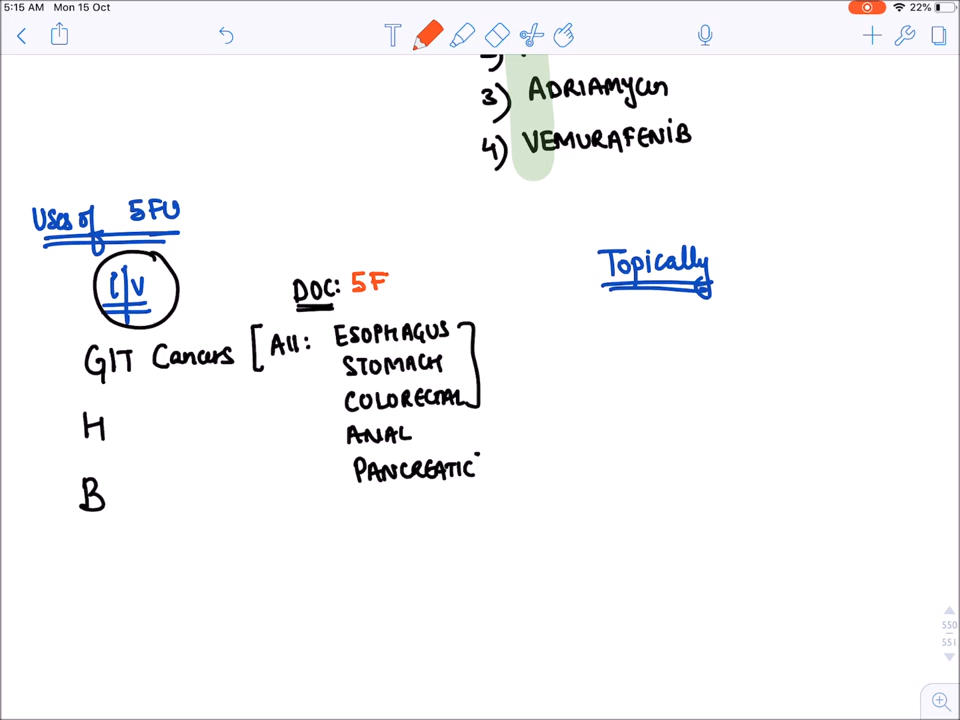 5:15 AM Mon 15 Oct
22%
T
3) ADRIAMycin
4) VEMURAFENIB
Uses of 5FU
I|V
DOC: 5F
Topically
GIT Cancers [All: ESOPHAGUS
STOMACH
COLORECTAL]
H
ANAL
PANCREATIC
B
550
551